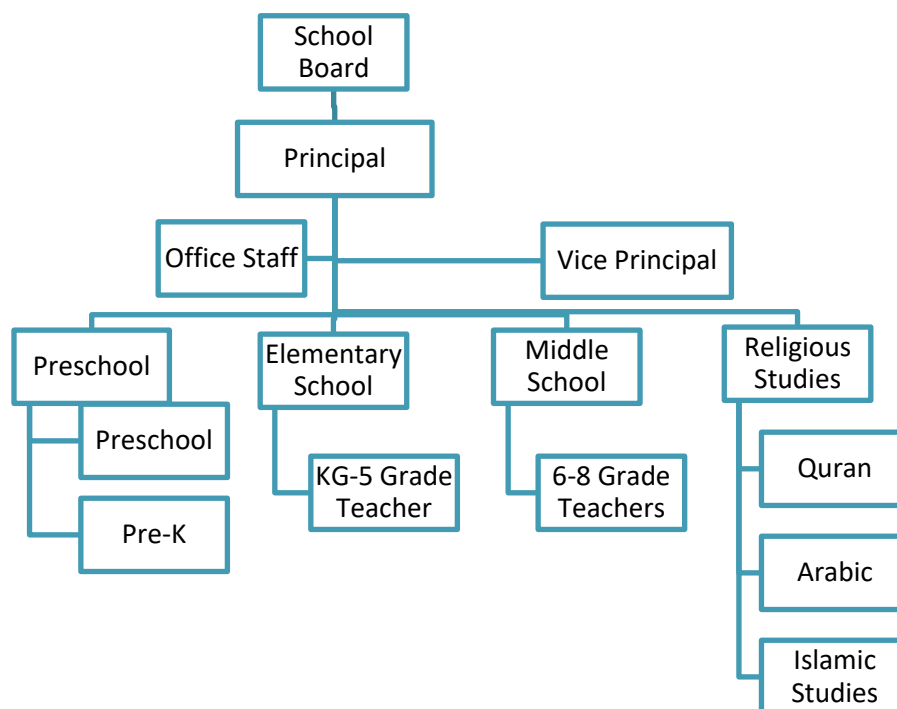 School
Board
Principal
Office Staff
Vice Principal
Preschool
Elementary
School
Middle
School
Religious
Studies
Preschool
Pre-K
KG-5 Grade
Teacher
6-8 Grade
Teachers
Quran
Arabic
Islamic
Studies